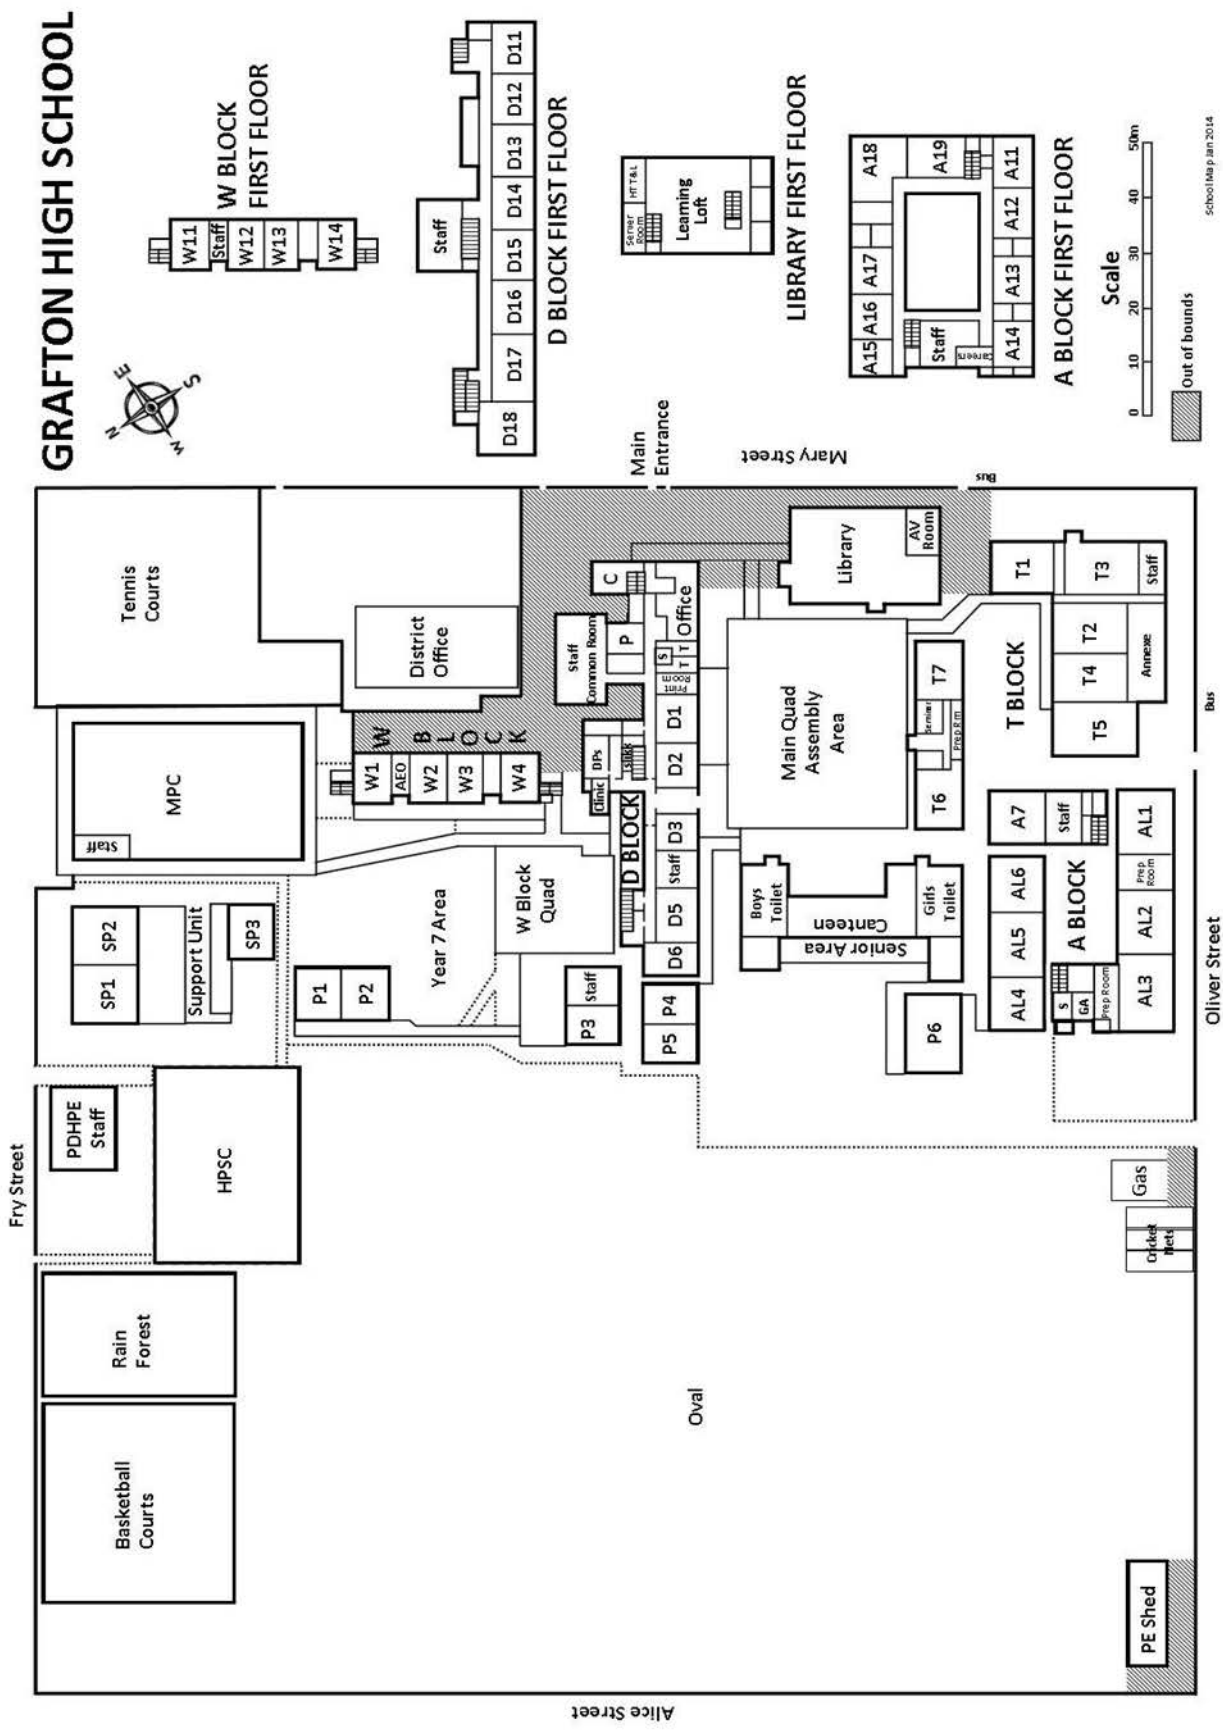 GRAFTON HIGH SCHOOL
W BLOCK
FIRST FLOOR
W11
Staff
W12
W13
W14
N
E
S
W
D11
D12
D13
D14
D15
D16
D17
D18
Staff
D BLOCK FIRST FLOOR
Server
Room
HT T&L
Learning
Loft
LIBRARY FIRST FLOOR
A18
A19
A11
A12
A13
A14
A15
A16
A17
Staff
Careers
A BLOCK FIRST FLOOR
Scale
0
10
20
30
40
50m
Out of bounds
School Map Jan 2014
Fry Street
Mary Street
Oliver Street
Alice Street
Main
Entrance
Bus
Bus
Tennis
Courts
District
Office
MPC
Staff
W BLOCK
W1
AEO
W2
W3
W4
Staff
Common Room
C
P
Office
S
T
T
T
Print
Room
D1
D2
DPs
Clinic
D BLOCK
D3
Staff
D5
D6
W Block
Quad
Year 7 Area
SP1
SP2
SP3
Support Unit
P1
P2
P3
Staff
P4
P5
P6
Library
AV
Room
Main Quad
Assembly
Area
T BLOCK
T1
T2
T3
T4
T5
T6
T7
Staff
Annexe
Seminar
Prep Rm
Boys
Toilet
Canteen
Girls
Toilet
Senior Area
A BLOCK
A7
Staff
AL1
Prep
Room
AL2
AL3
AL4
AL5
AL6
S
GA
Prep Room
PDHPE
Staff
HPSC
Rain
Forest
Basketball
Courts
Oval
Gas
Cricket
Nets
PE Shed